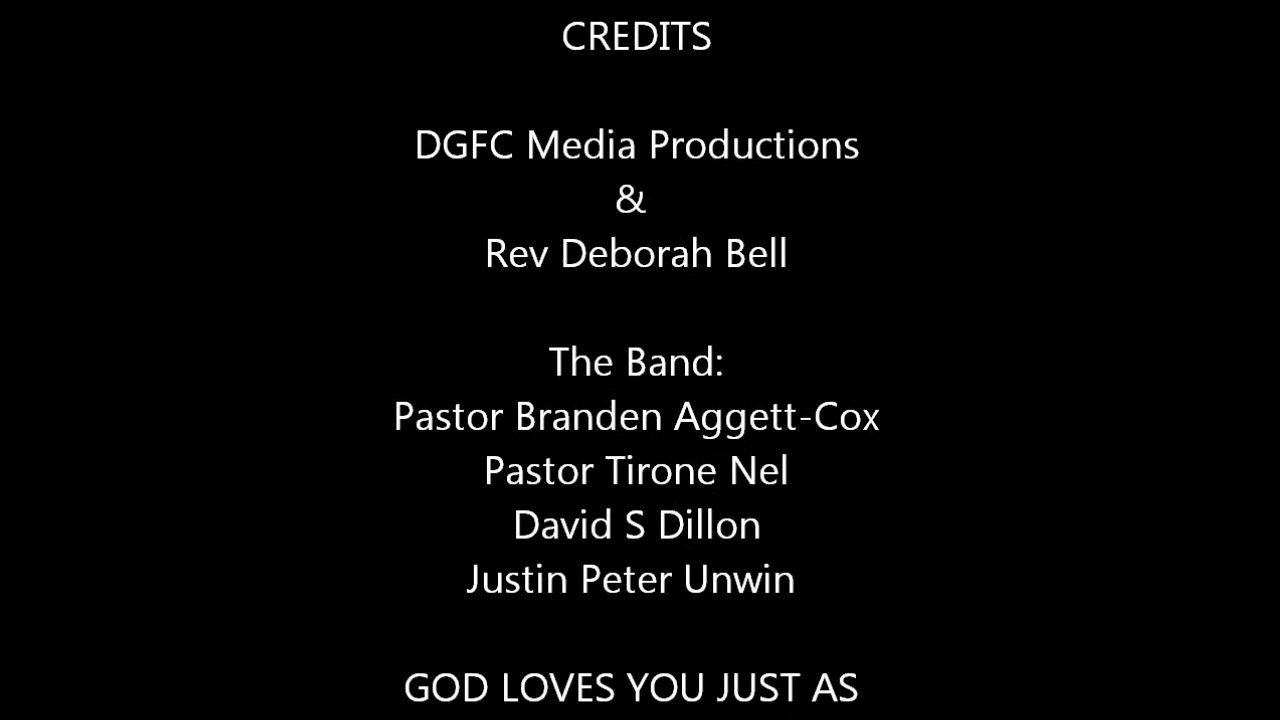 CREDITS
DGFC Media Productions
&
Rev Deborah Bell
The Band:
Pastor Branden Aggett-Cox
Pastor Tirone Nel
David S Dillon
Justin Peter Unwin
GOD LOVES YOU JUST AS